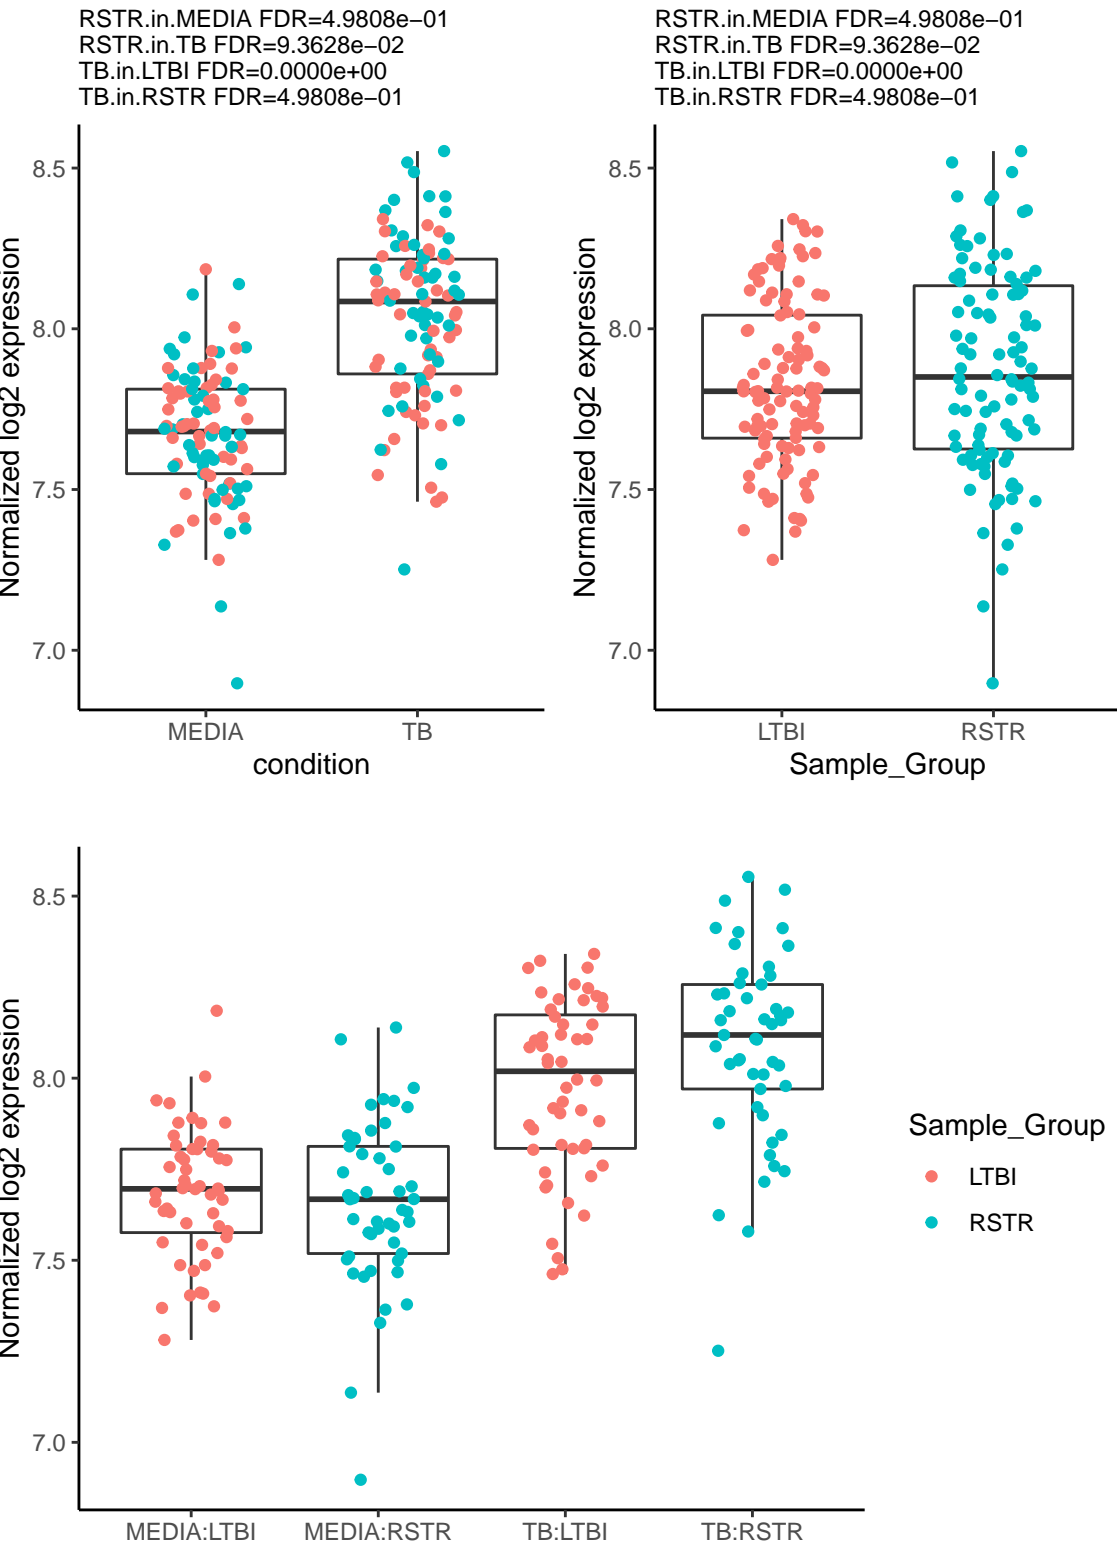 RSTR.in.MEDIA FDR=4.9808e−01
RSTR.in.TB FDR=9.3628e−02
TB.in.LTBI FDR=0.0000e+00
TB.in.RSTR FDR=4.9808e−01
Normalized log2 expression
8.5
8.0
7.5
7.0
MEDIA TB
condition
RSTR.in.MEDIA FDR=4.9808e−01
RSTR.in.TB FDR=9.3628e−02
TB.in.LTBI FDR=0.0000e+00
TB.in.RSTR FDR=4.9808e−01
Normalized log2 expression
8.5
8.0
7.5
7.0
LTBI RSTR
Sample_Group
Normalized log2 expression
8.5
8.0
7.5
7.0
MEDIA:LTBI MEDIA:RSTR TB:LTBI TB:RSTR
Sample_Group
LTBI
RSTR